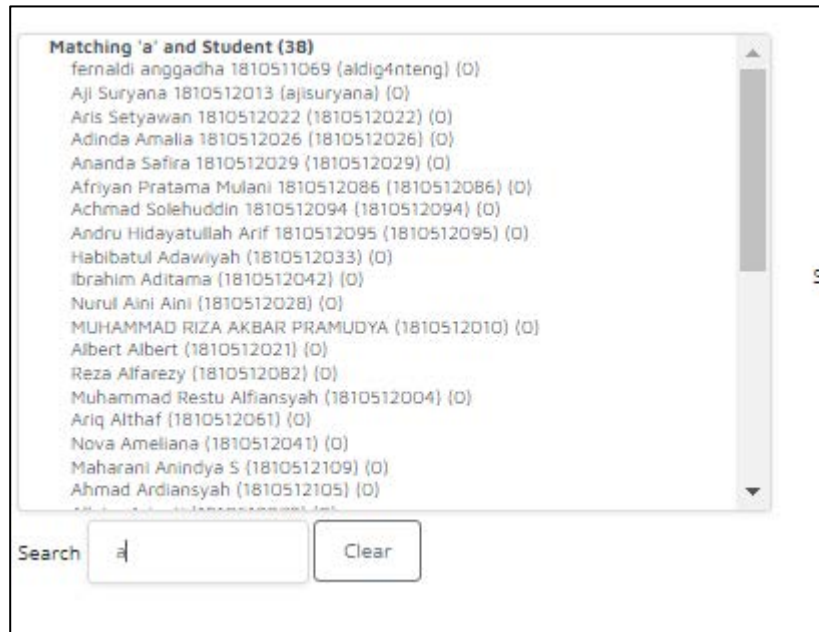 Matching 'a' and Student (38)
fernaldi anggadha 1810511069 (aldig4nteng) (0)
Aji Suryana 1810512013 (ajisuryana) (0)
Aris Setyawan 1810512022 (1810512022) (0)
Adinda Amalia 1810512026 (1810512026) (0)
Ananda Safira 1810512029 (1810512029) (0)
Afriyan Pratama Mulani 1810512086 (1810512086) (0)
Achmad Solehuddin 1810512094 (1810512094) (0)
Andru Hidayatullah Arif 1810512095 (1810512095) (0)
Habibatul Adawiyah (1810512033) (0)
Ibrahim Aditama (1810512042) (0)
Nurul Aini Aini (1810512028) (0)
MUHAMMAD RIZA AKBAR PRAMUDYA (1810512010) (0)
Albert Albert (1810512021) (0)
Reza Alfarezy (1810512082) (0)
Muhammad Restu Alfiansyah (1810512004) (0)
Ariq Althaf (1810512061) (0)
Nova Ameliana (1810512041) (0)
Maharani Anindya S (1810512109) (0)
Ahmad Ardiansyah (1810512105) (0)
Search a Clear
S